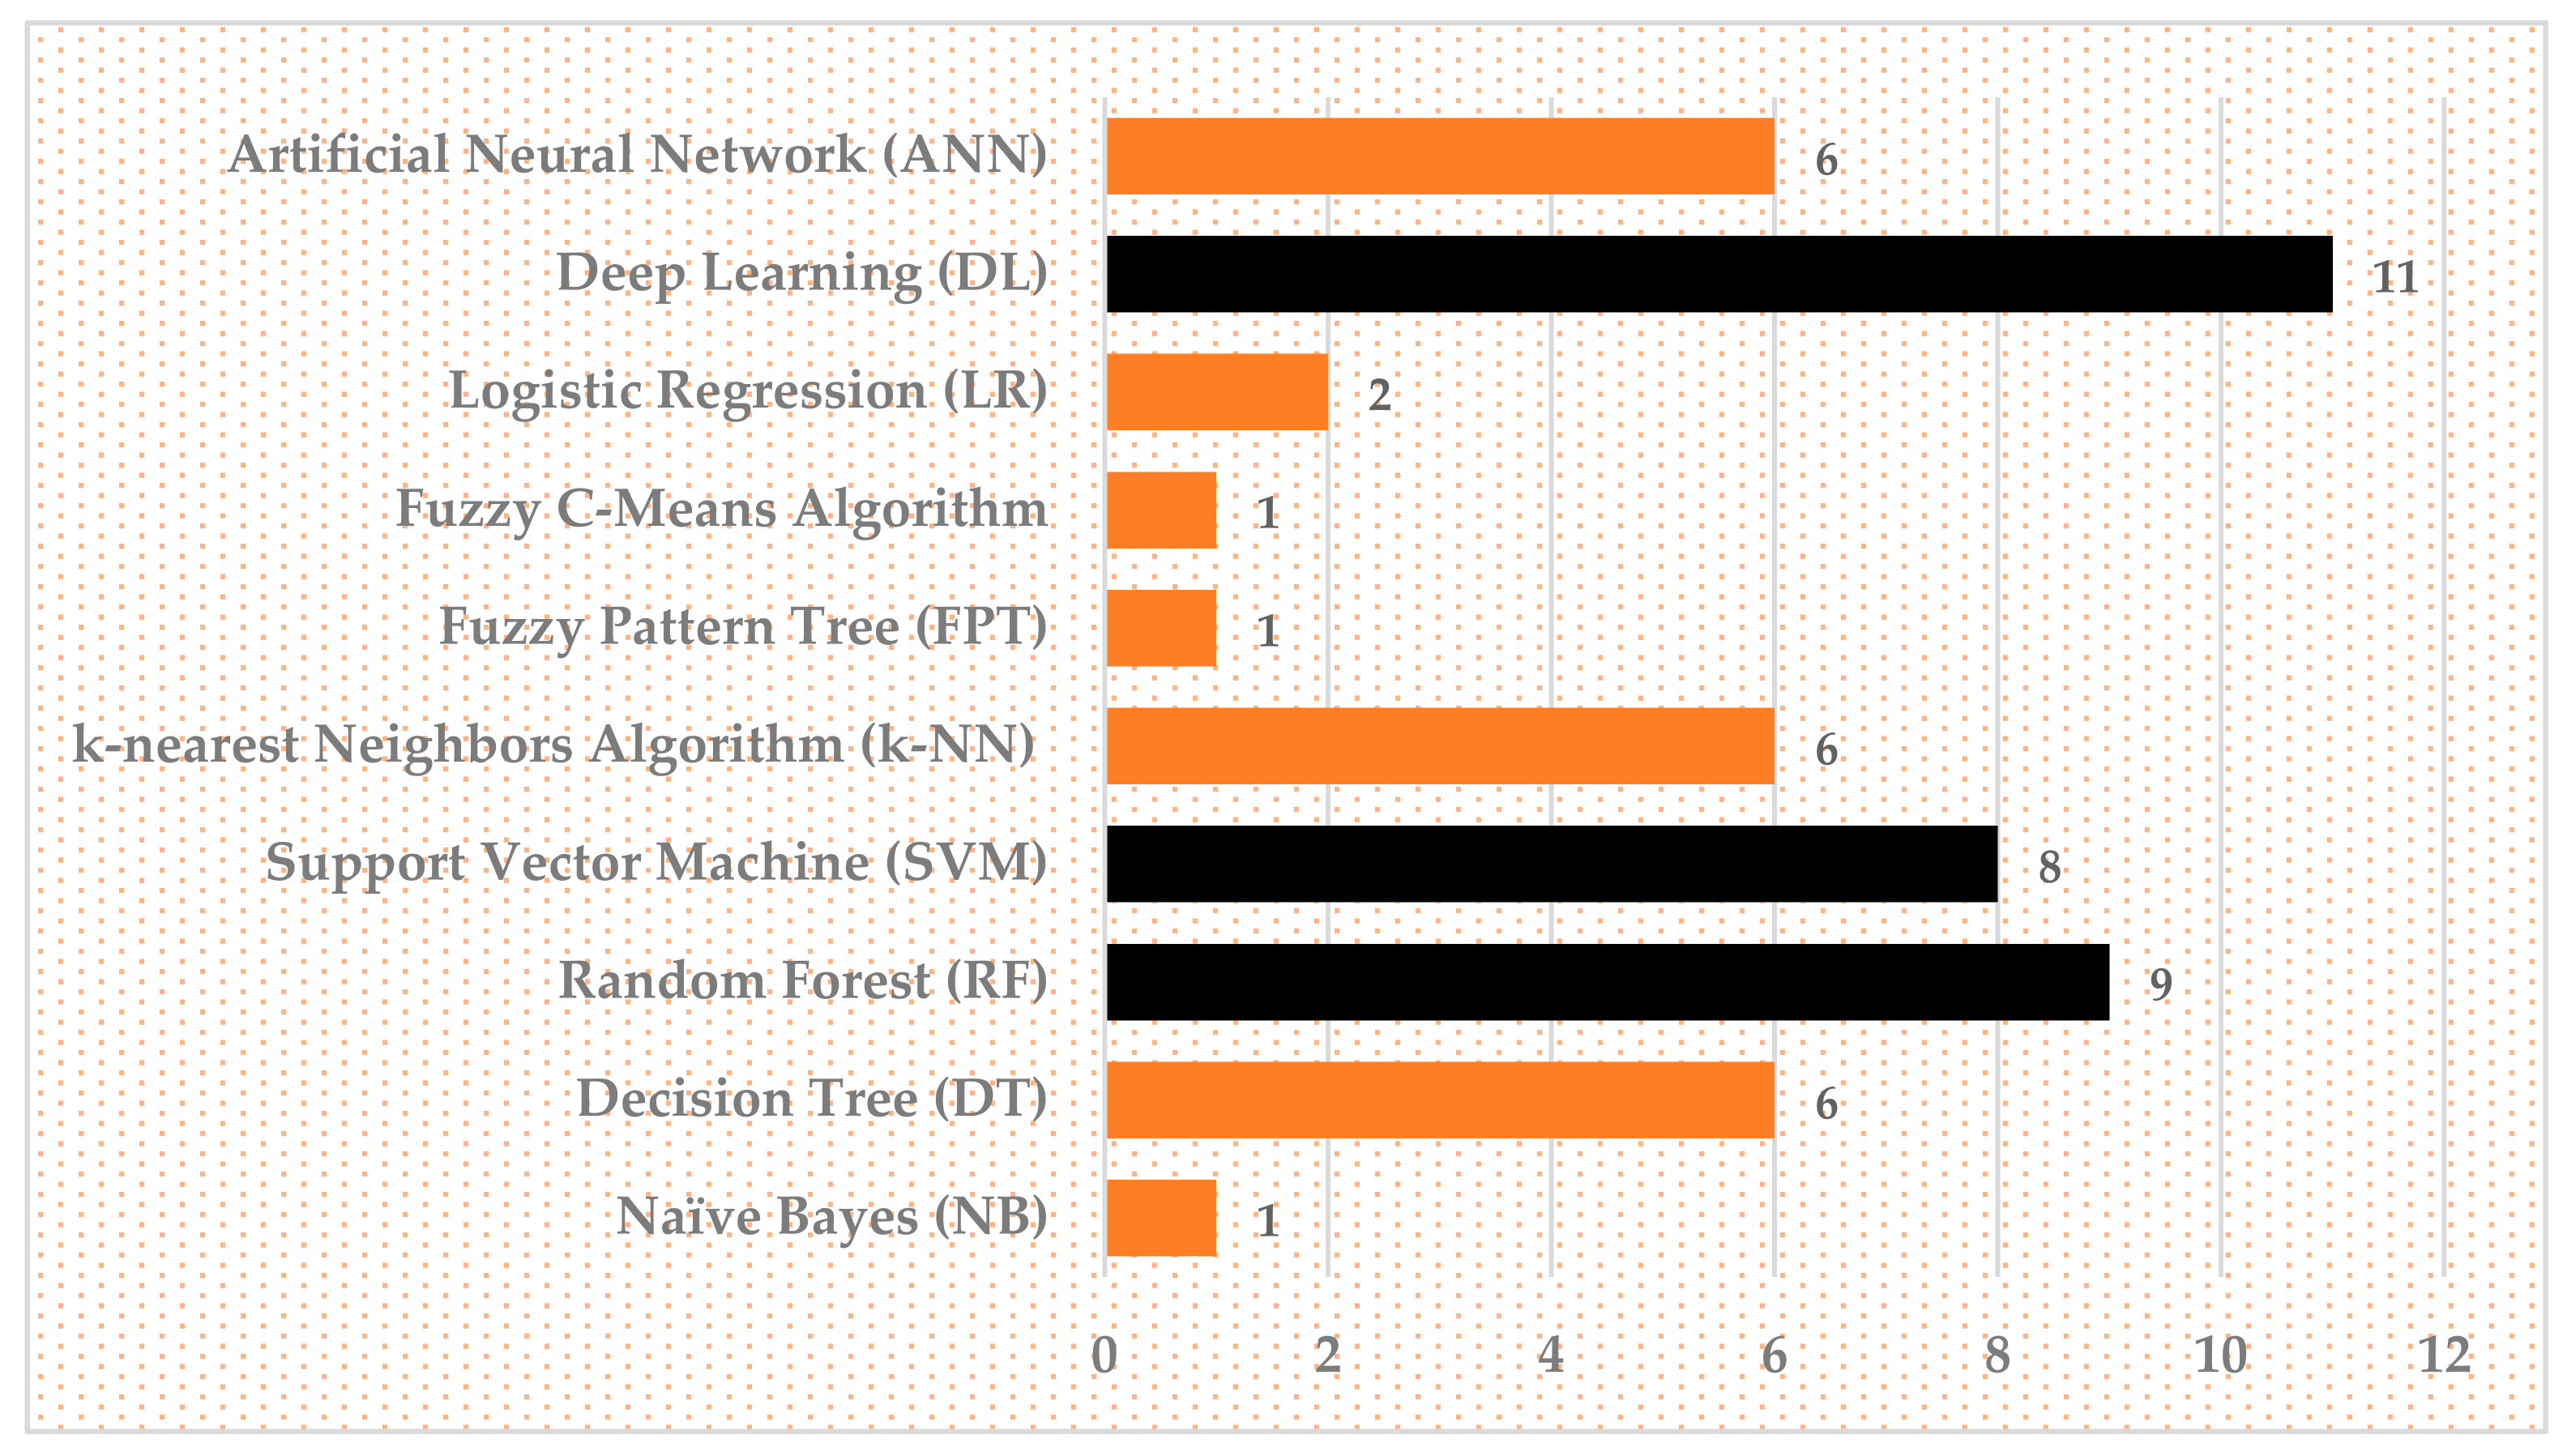 Artificial Neural Network (ANN) 6
Deep Learning (DL) 11
Logistic Regression (LR) 2
Fuzzy C-Means Algorithm 1
Fuzzy Pattern Tree (FPT) 1
k-nearest Neighbors Algorithm (k-NN) 6
Support Vector Machine (SVM) 8
Random Forest (RF) 9
Decision Tree (DT) 6
Naïve Bayes (NB) 1
0 2 4 6 8 10 12